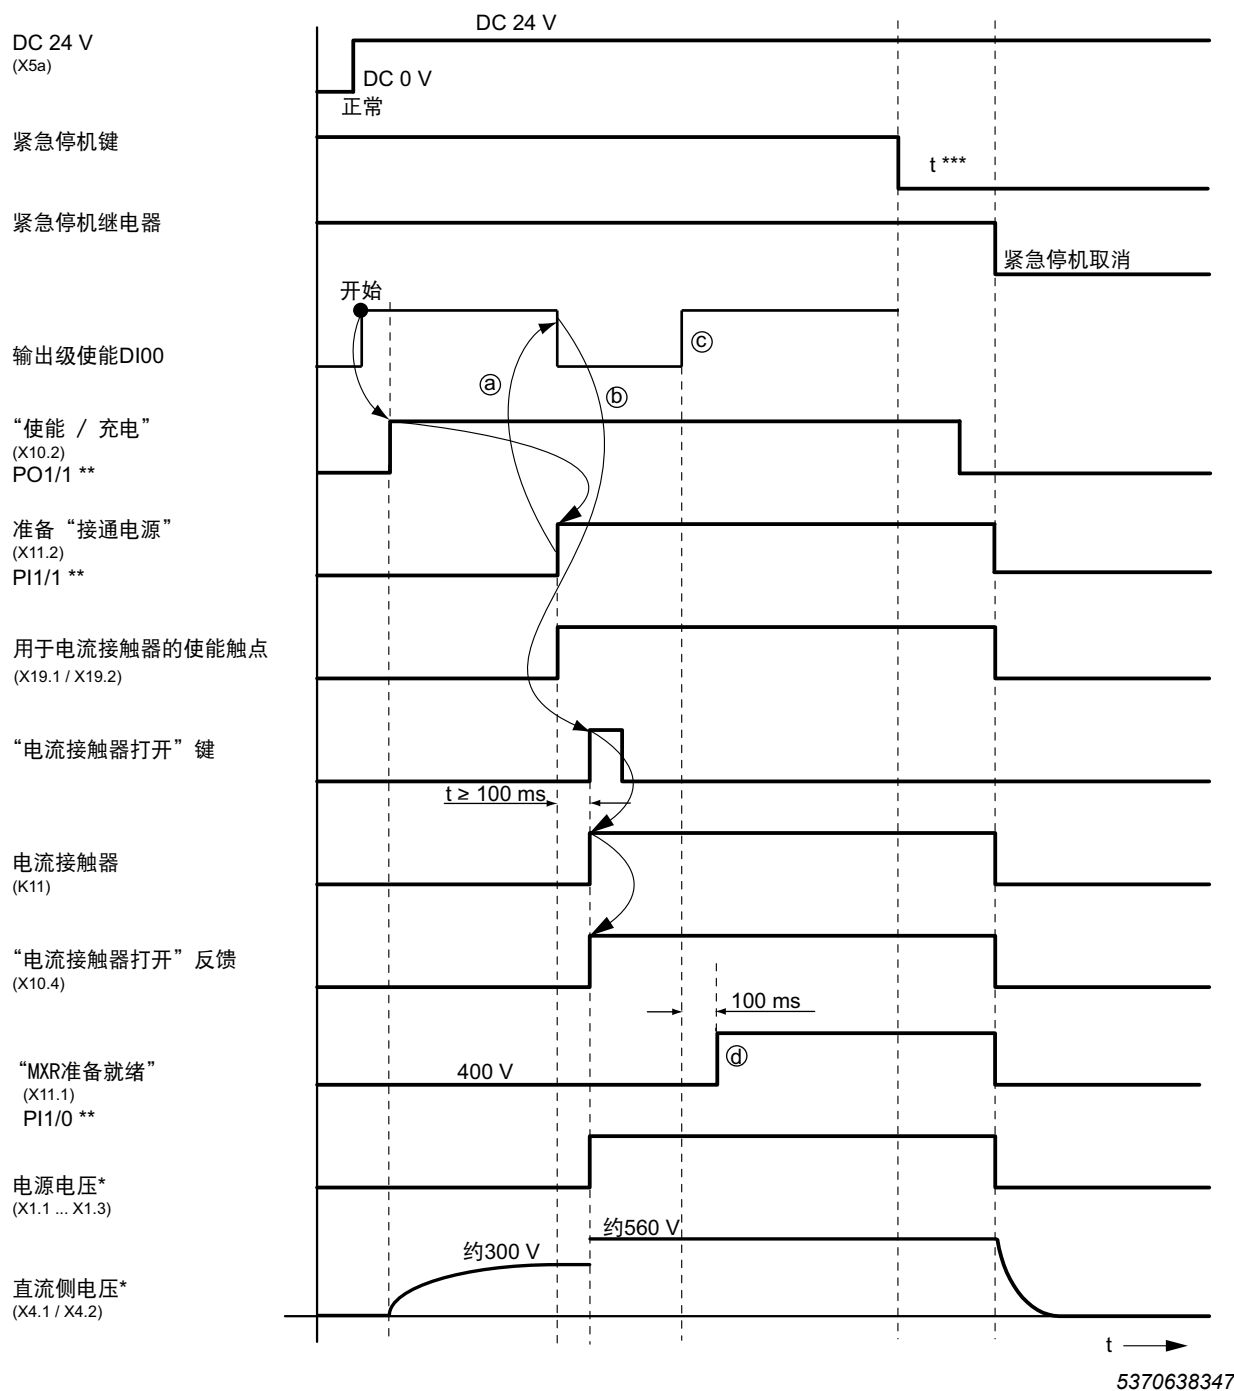 DC 24 V
DC 24 V
(X5a)
DC 0 V
正常
紧急停机键
t ***
紧急停机继电器
紧急停机取消
开始
输出级使能DI00
ⓒ
ⓐ
ⓑ
“使能 / 充电”
(X10.2)
PO1/1 **
准备“接通电源”
(X11.2)
PI1/1 **
用于电流接触器的使能触点
(X19.1 / X19.2)
“电流接触器打开”键
t ≥ 100 ms
电流接触器
(K11)
“电流接触器打开”反馈
(X10.4)
100 ms
“MXR准备就绪”
400 V
ⓓ
(X11.1)
PI1/0 **
电源电压*
(X1.1 ... X1.3)
约560 V
约300 V
直流侧电压*
(X4.1 / X4.2)
t
5370638347